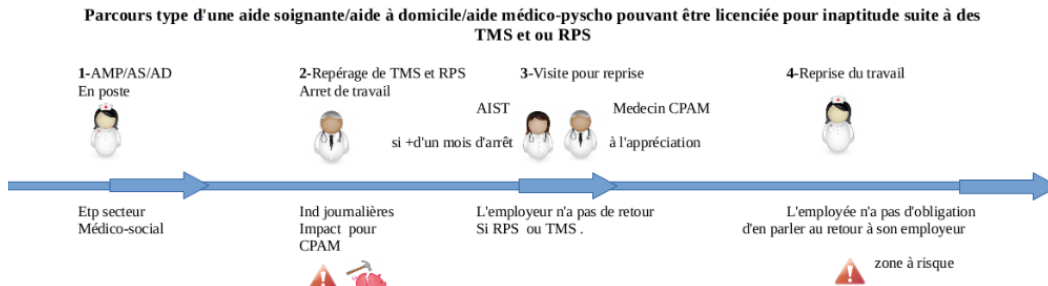 Parcours type d'une aide soignante/aide à domicile/aide médico-pyscho pouvant être licenciée pour inaptitude suite à des
TMS et ou RPS
1-AMP/AS/AD
En poste
2-Repérage de TMS et RPS
Arret de travail
3-Visite pour reprise
AIST
Medecin CPAM
si +d'un mois d'arrêt
à l'appréciation
4-Reprise du travail
Etp secteur
Médico-social
Ind journalières
Impact pour
CPAM
L'employeur n'a pas de retour
Si RPS ou TMS .
L'employée n'a pas d'obligation
d'en parler au retour à son employeur
zone à risque